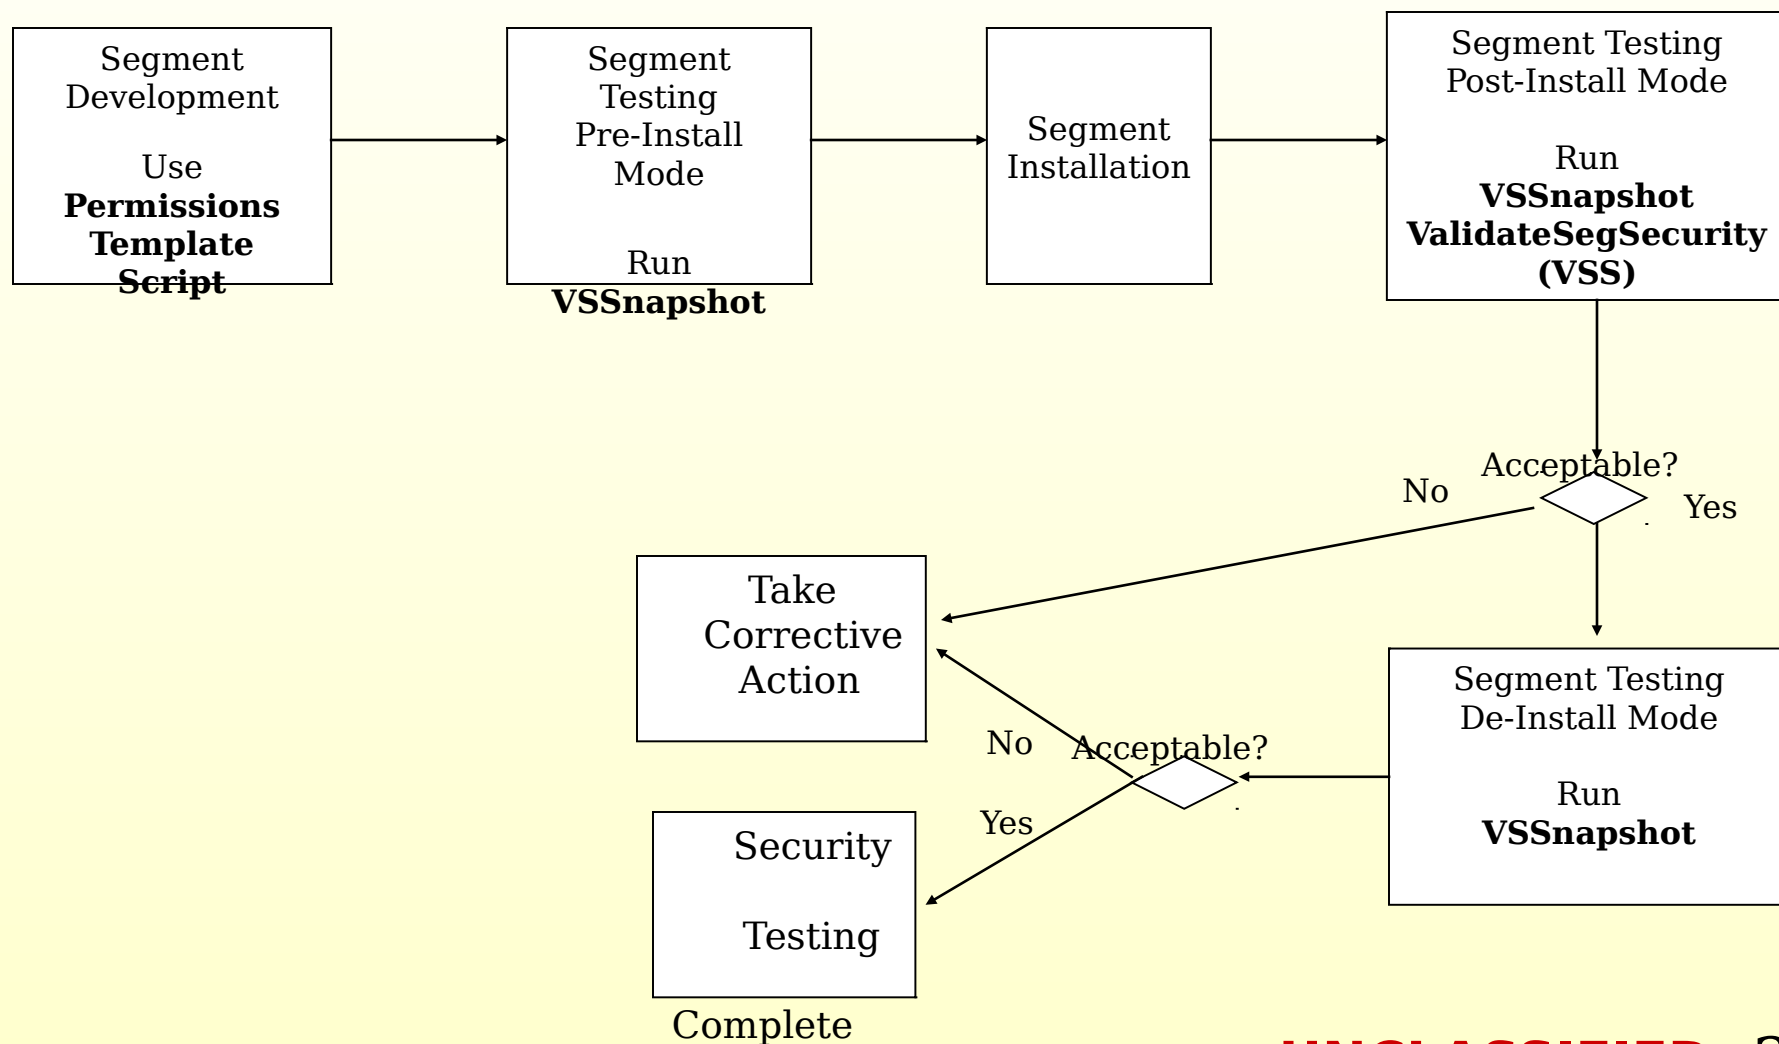 Segment
Development
Use
Permissions
Template
Script
Segment
Testing
Pre-Install
Mode
Run
VSSnapshot
Segment
Installation
Segment Testing
Post-Install Mode
Run
VSSnapshot
ValidateSegSecurity
(VSS)
Acceptable?
No
Yes
Take
Corrective
Action
Segment Testing
De-Install Mode
Run
VSSnapshot
No
Acceptable?
Yes
Security
Testing
Complete
UNCLASSIFIED